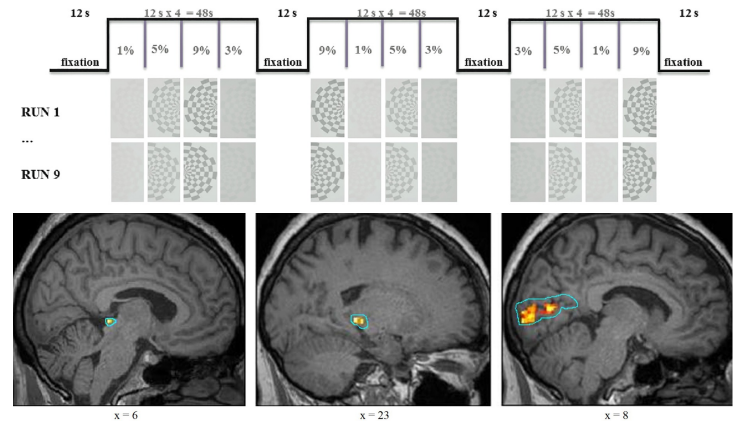 12 s 12 s x 4 = 48s 12 s 12 s x 4 = 48s 12 s 12 s x 4 = 48s 12 s
fixation 1% 5% 9% 3% fixation 9% 1% 5% 3% fixation 3% 5% 1% 9% fixation
RUN 1
...
RUN 9
x = 6 x = 23 x = 8